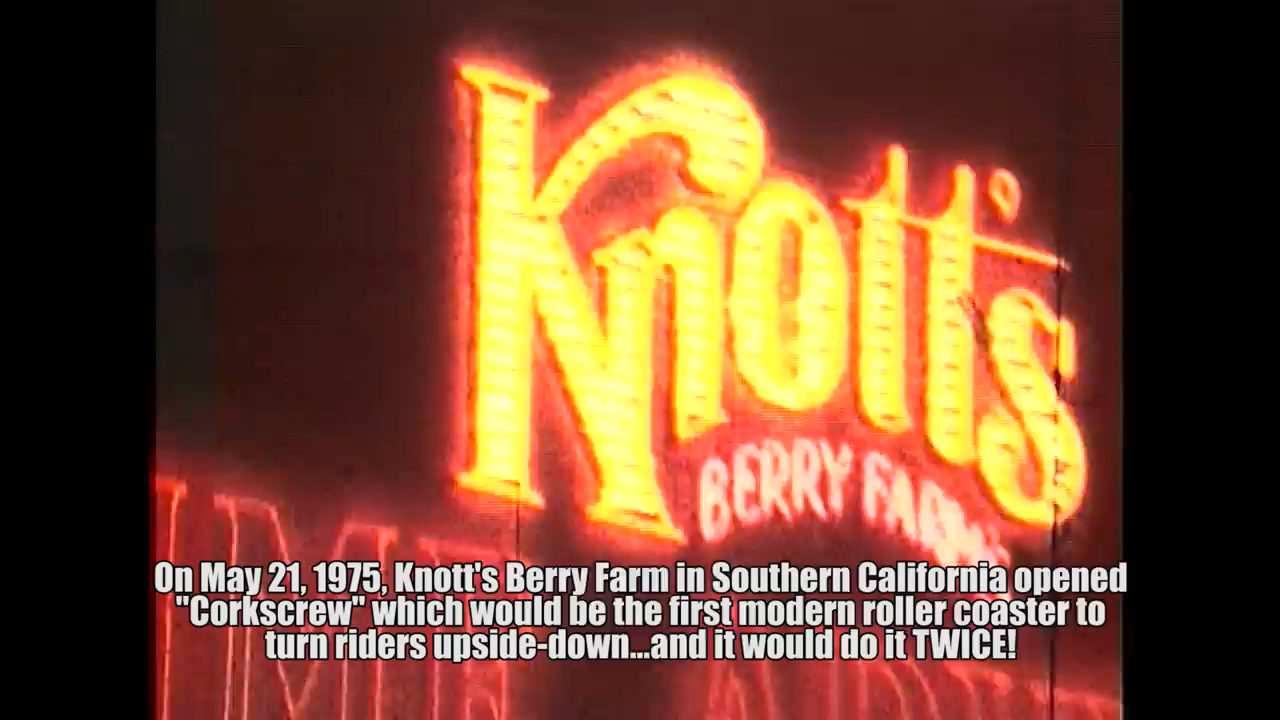 Knott's
BERRY FARM
On May 21, 1975, Knott's Berry Farm in Southern California opened
"Corkscrew" which would be the first modern roller coaster to
turn riders upside-down...and it would do it TWICE!